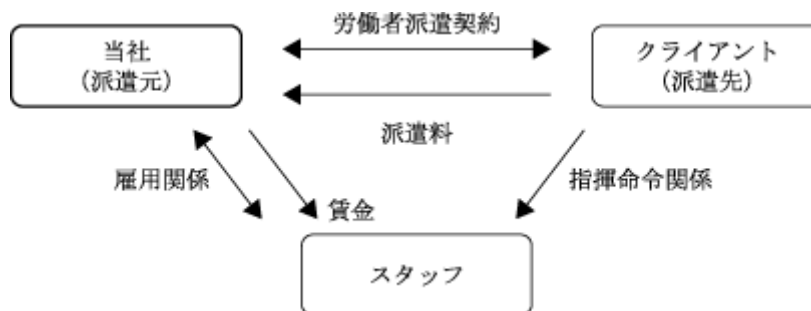 労働者派遣契約
当社
(派遣元)
クライアント
(派遣先)
派遣料
雇用関係
賃金
指揮命令関係
スタッフ